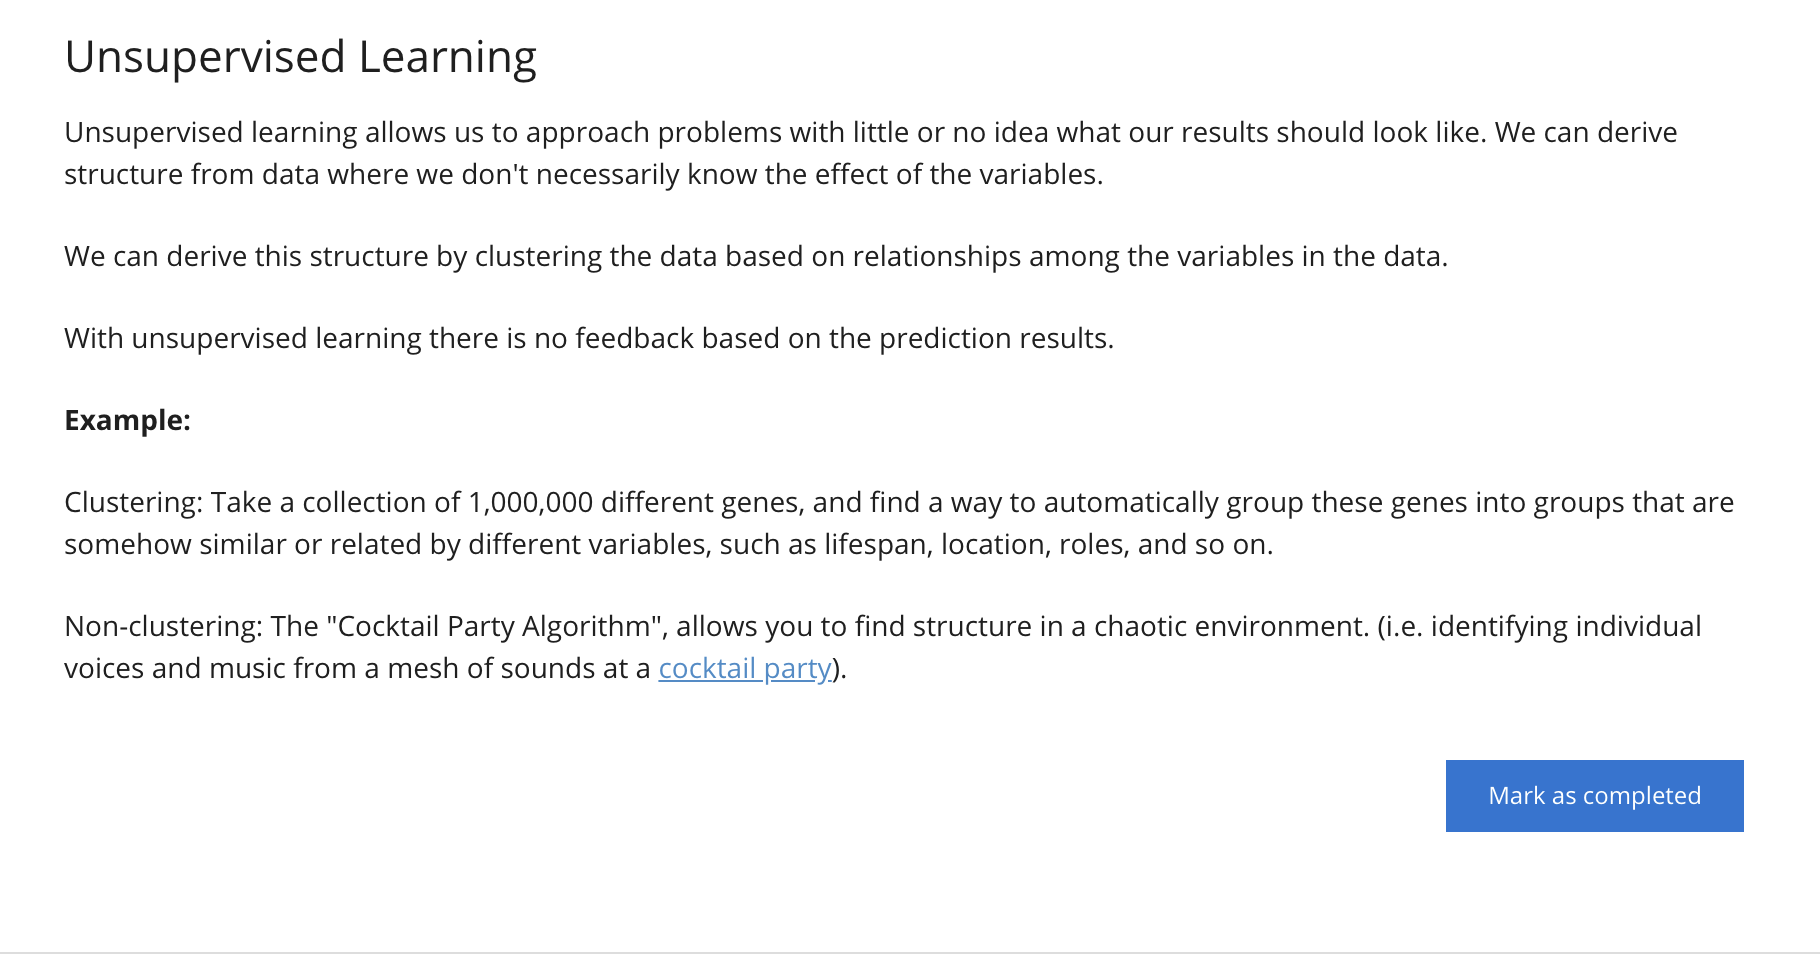 Unsupervised Learning
Unsupervised learning allows us to approach problems with little or no idea what our results should look like. We can derive
structure from data where we don't necessarily know the effect of the variables.
We can derive this structure by clustering the data based on relationships among the variables in the data.
With unsupervised learning there is no feedback based on the prediction results.
Example:
Clustering: Take a collection of 1,000,000 different genes, and find a way to automatically group these genes into groups that are
somehow similar or related by different variables, such as lifespan, location, roles, and so on.
Non-clustering: The "Cocktail Party Algorithm", allows you to find structure in a chaotic environment. (i.e. identifying individual
voices and music from a mesh of sounds at a cocktail party).
Mark as completed